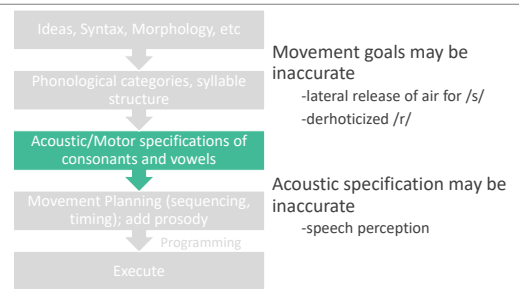 Ideas, Syntax, Morphology, etc
Phonological categories, syllable
structure
Acoustic/Motor specifications of
consonants and vowels
Movement Planning (sequencing,
timing); add prosody
Programming
Execute
Movement goals may be
inaccurate
-lateral release of air for /s/
-derhoticized /r/
Acoustic specification may be
inaccurate
-speech perception